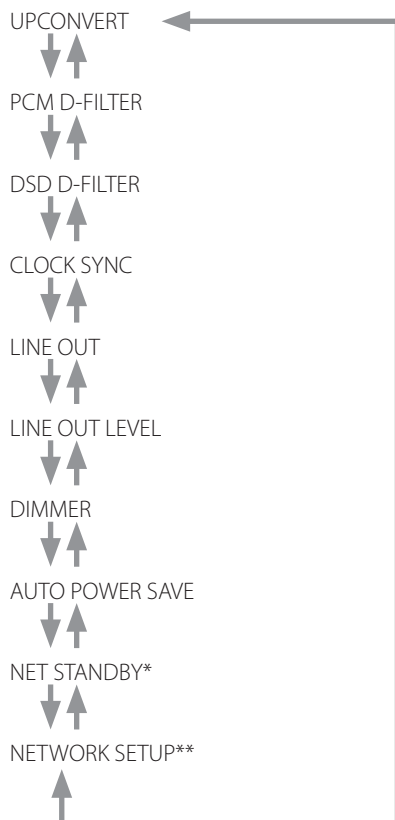 UPCONVERT
PCM D-FILTER
DSD D-FILTER
CLOCK SYNC
LINE OUT
LINE OUT LEVEL
DIMMER
AUTO POWER SAVE
NET STANDBY*
NETWORK SETUP**